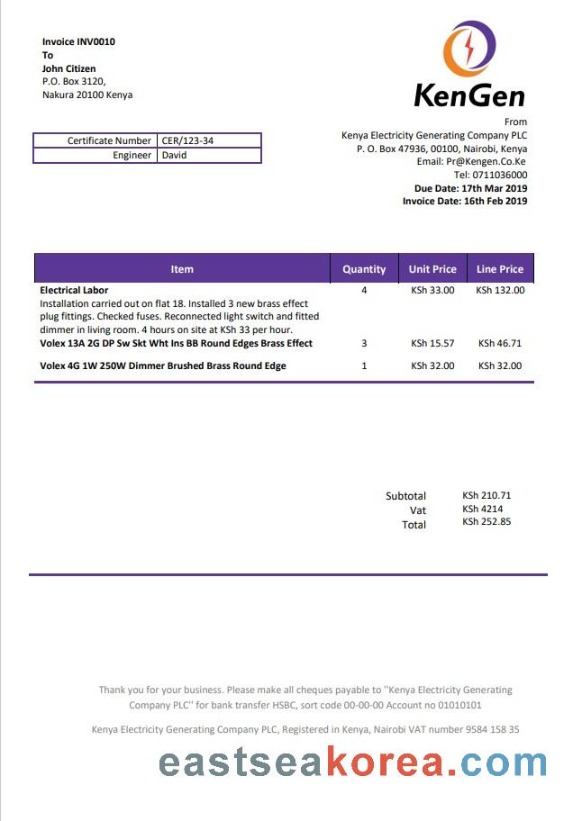 Invoice INV0010
To
John Citizen
P.O. Box 3120,
Nakura 20100 Kenya
KenGen
From
Kenya Electricity Generating Company PLC
P. O. Box 47936, 00100, Nairobi, Kenya
Email: Pr@Kengen.Co.Ke
Tel: 0711036000
Due Date: 17th Mar 2019
Invoice Date: 16th Feb 2019
Certificate Number CER/123-34
Engineer David
Item Quantity Unit Price Line Price
Electrical Labor 4 KSh 33.00 KSh 132.00
Installation carried out on flat 18. Installed 3 new brass effect
plug fittings. Checked fuses. Reconnected light switch and fitted
dimmer in living room. 4 hours on site at KSh 33 per hour.
Volex 13A 2G DP Sw Skt Wht Ins BB Round Edges Brass Effect 3 KSh 15.57 KSh 46.71
Volex 4G 1W 250W Dimmer Brushed Brass Round Edge 1 KSh 32.00 KSh 32.00
Subtotal KSh 210.71
Vat KSh 4214
Total KSh 252.85
Thank you for your business. Please make all cheques payable to "Kenya Electricity Generating
Company PLC" for bank transfer HSBC, sort code 00-00-00 Account no 01010101
Kenya Electricity Generating Company PLC, Registered in Kenya, Nairobi VAT number 9584 158 35
eastseakorea.com